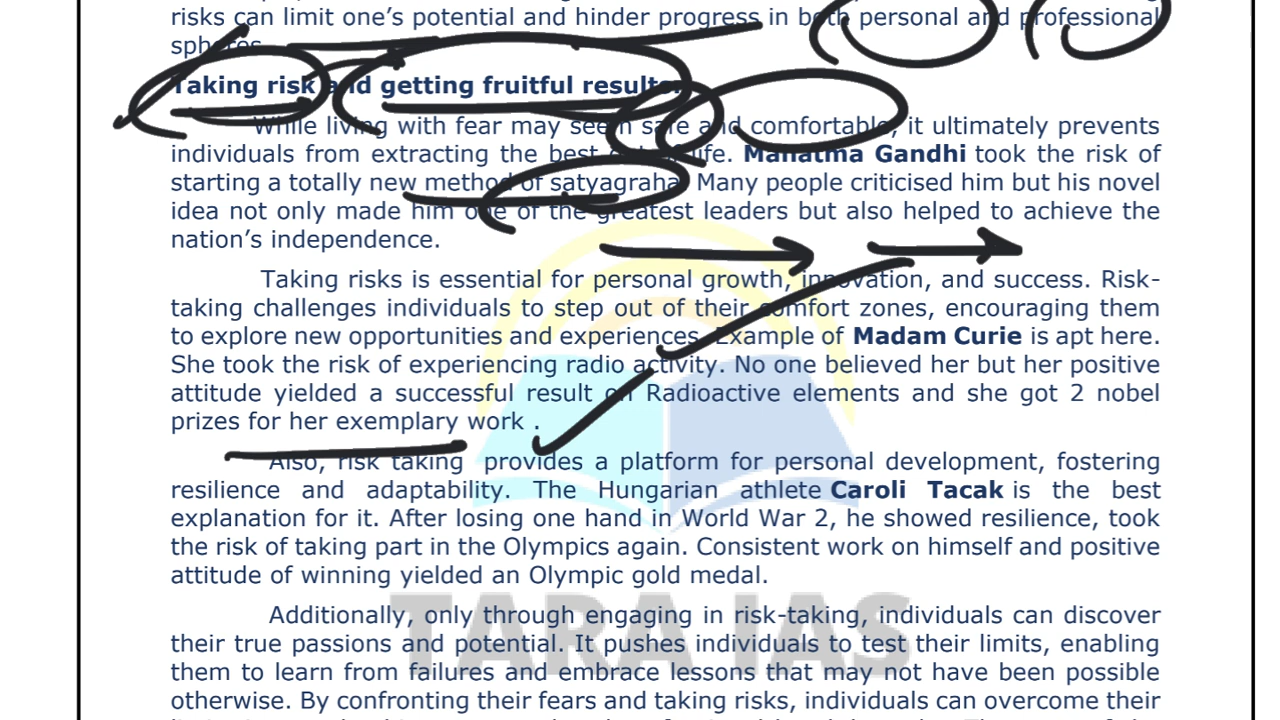 risks can limit one's potential and hinder progress in both personal and professional
spheres.
Taking risk and getting fruitful results.
While living with fear may seem safe and comfortable, it ultimately prevents
individuals from extracting the best out of life. Mahatma Gandhi took the risk of
starting a totally new method of satyagraha. Many people criticised him but his novel
idea not only made him one of the greatest leaders but also helped to achieve the
nation's independence.
Taking risks is essential for personal growth, innovation, and success. Risk-
taking challenges individuals to step out of their comfort zones, encouraging them
to explore new opportunities and experiences. Example of Madam Curie is apt here.
She took the risk of experiencing radio activity. No one believed her but her positive
attitude yielded a successful result on Radioactive elements and she got 2 nobel
prizes for her exemplary work .
Also, risk taking provides a platform for personal development, fostering
resilience and adaptability. The Hungarian athlete Caroli Tacak is the best
explanation for it. After losing one hand in World War 2, he showed resilience, took
the risk of taking part in the Olympics again. Consistent work on himself and positive
attitude of winning yielded an Olympic gold medal.
Additionally, only through engaging in risk-taking, individuals can discover
their true passions and potential. It pushes individuals to test their limits, enabling
them to learn from failures and embrace lessons that may not have been possible
otherwise. By confronting their fears and taking risks, individuals can overcome their
TARA IAS